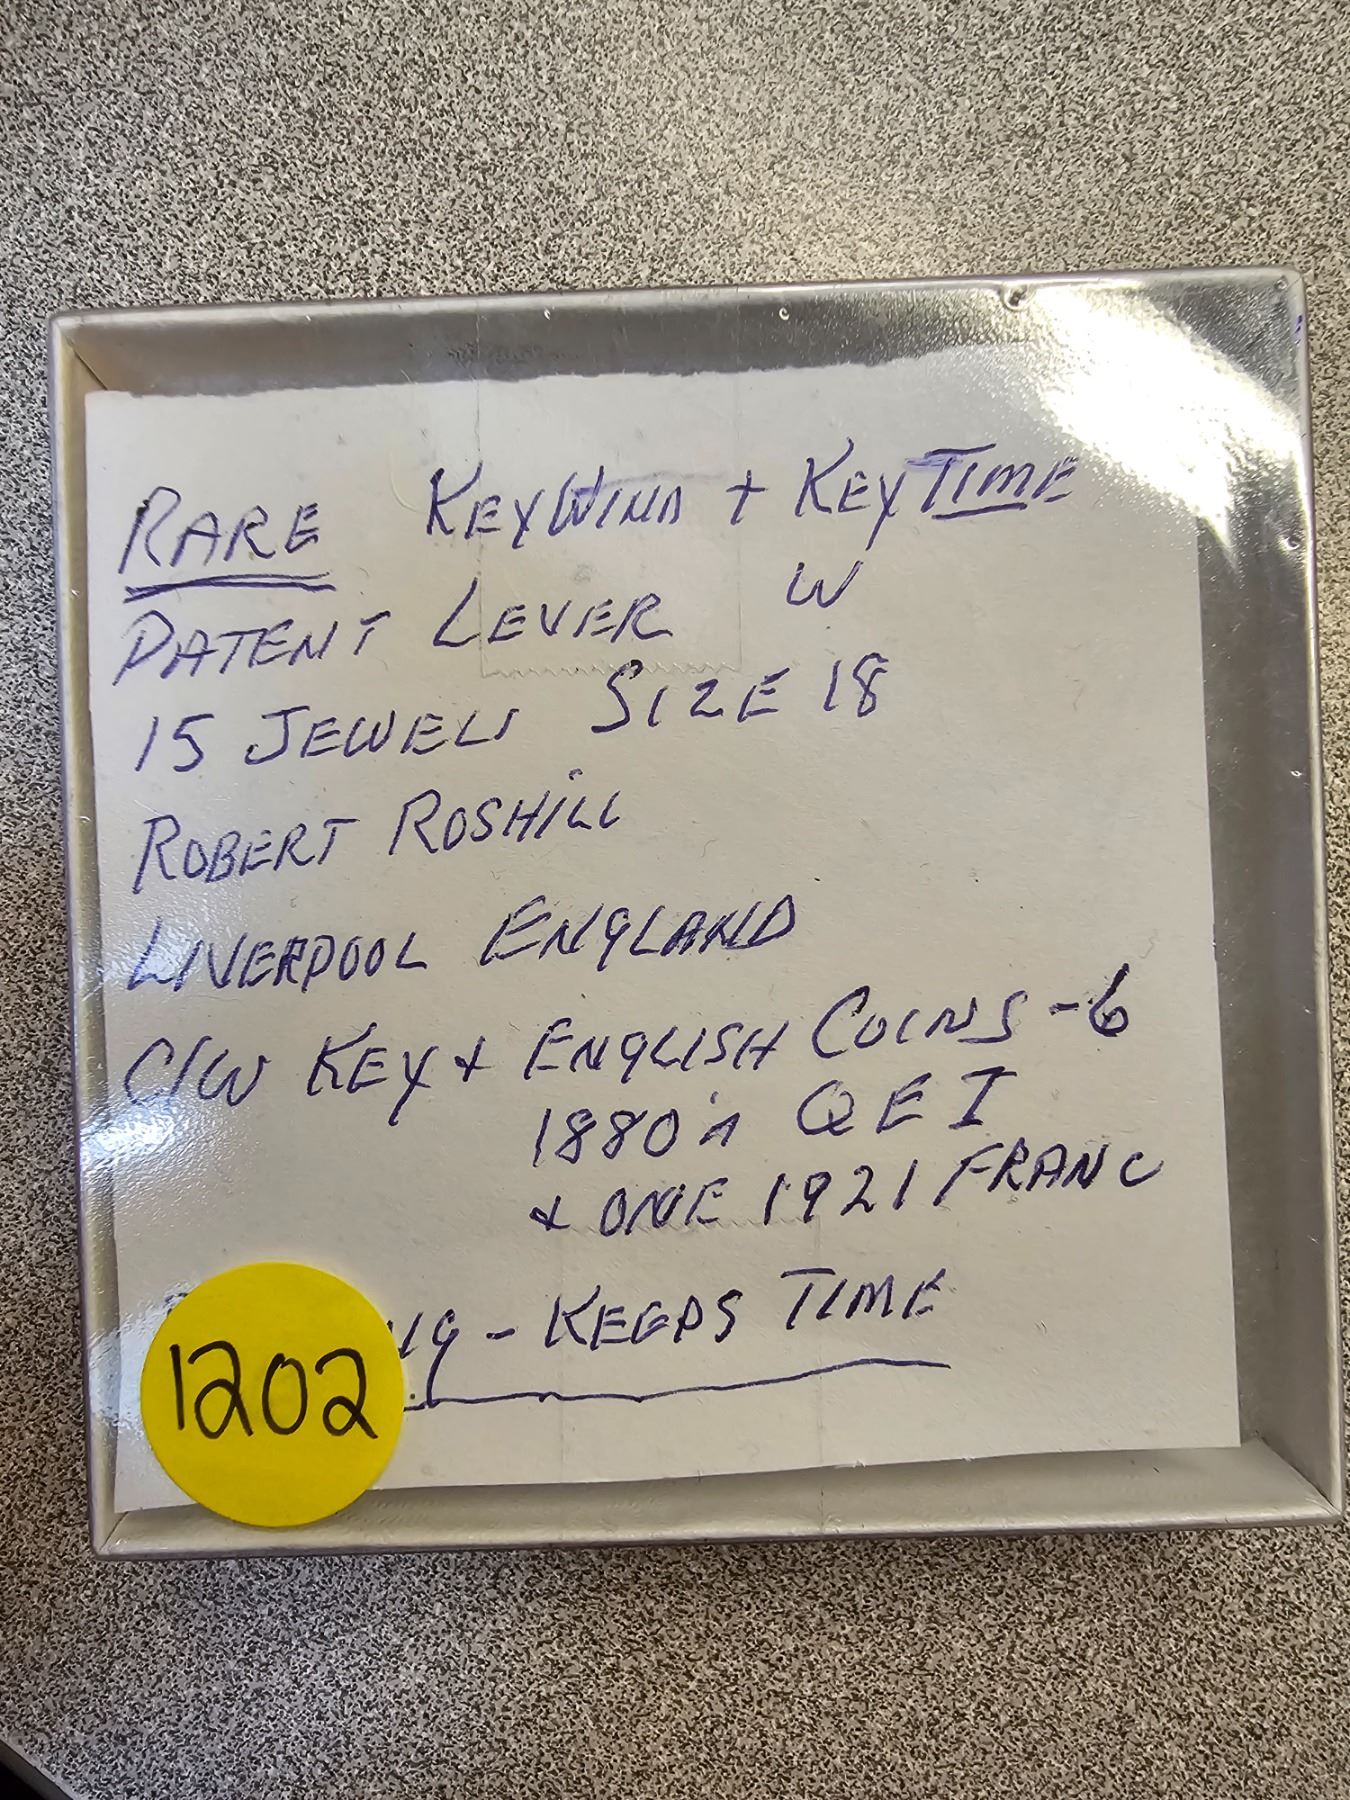 RARE KEYWIND + KEYTIME
PATENT LEVER W
15 JEWELS SIZE 18
ROBERT ROSHILL
LIVERPOOL ENGLAND
C/W KEY + ENGLISH COINS - 6
1880's QE I
+ ONE 1921 FRANC
- KEEPS TIME
1202